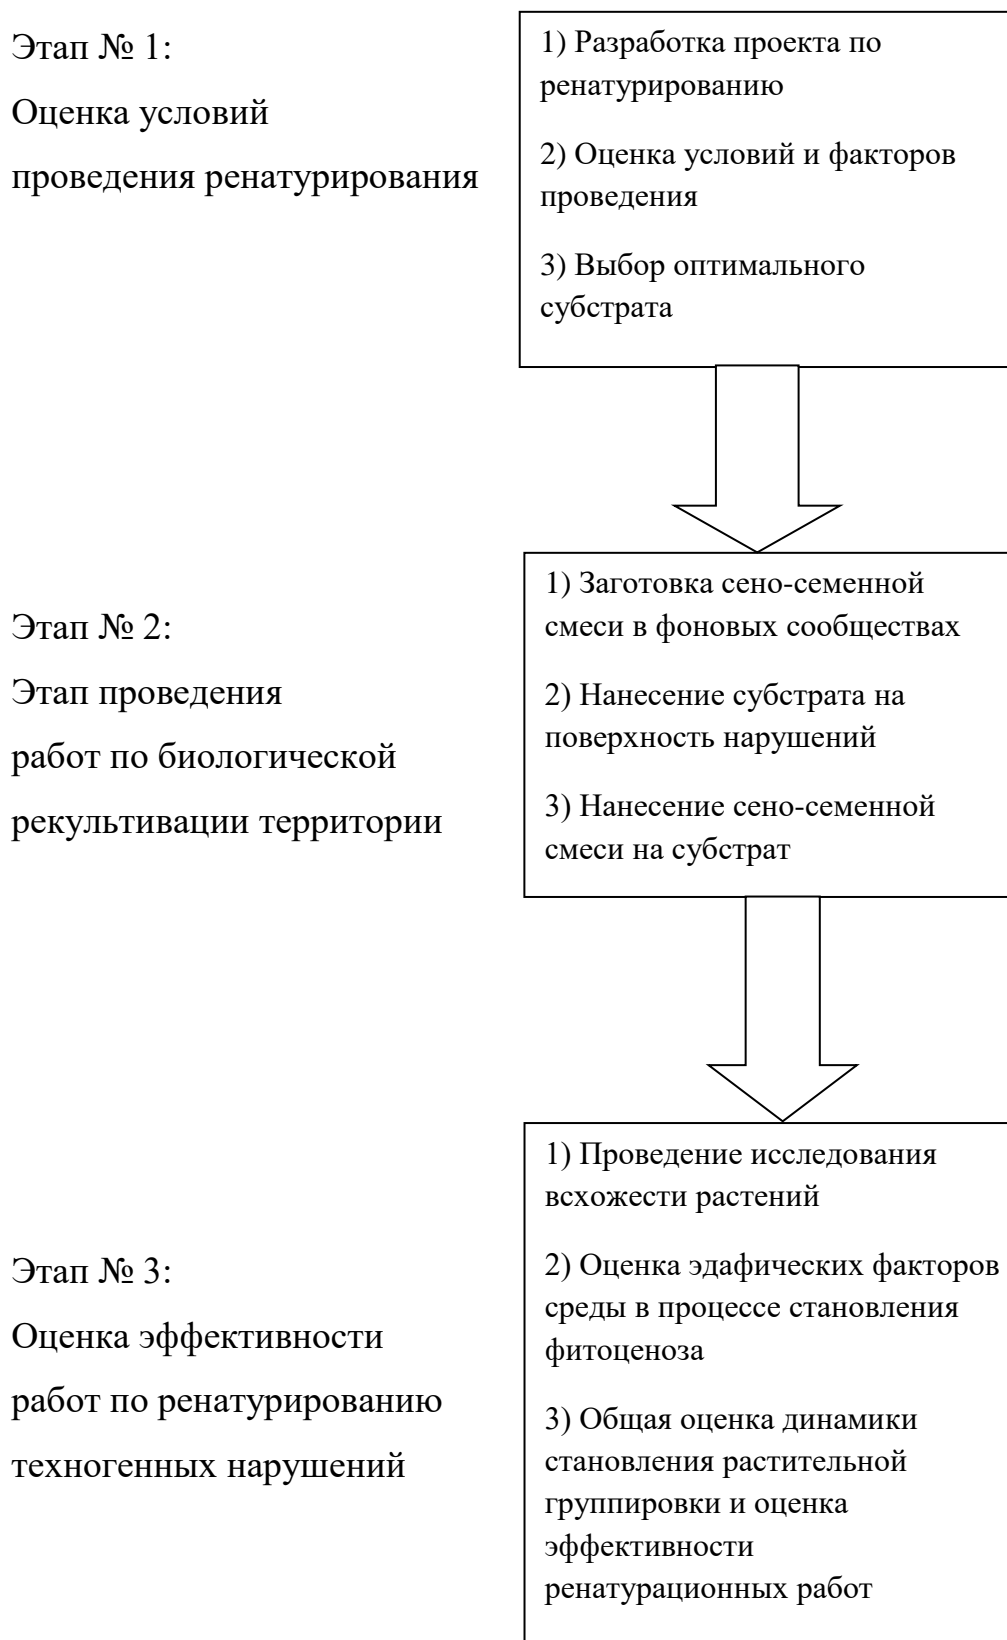 Этап № 1:
Оценка условий
проведения ренатурирования
1) Разработка проекта по
ренатурированию
2) Оценка условий и факторов
проведения
3) Выбор оптимального
субстрата
Этап № 2:
Этап проведения
работ по биологической
рекультивации территории
1) Заготовка сено-семенной
смеси в фоновых сообществах
2) Нанесение субстрата на
поверхность нарушений
3) Нанесение сено-семенной
смеси на субстрат
Этап № 3:
Оценка эффективности
работ по ренатурированию
техногенных нарушений
1) Проведение исследования
всхожести растений
2) Оценка эдафических факторов
среды в процессе становления
фитоценоза
3) Общая оценка динамики
становления растительной
группировки и оценка
эффективности
ренатурационных работ